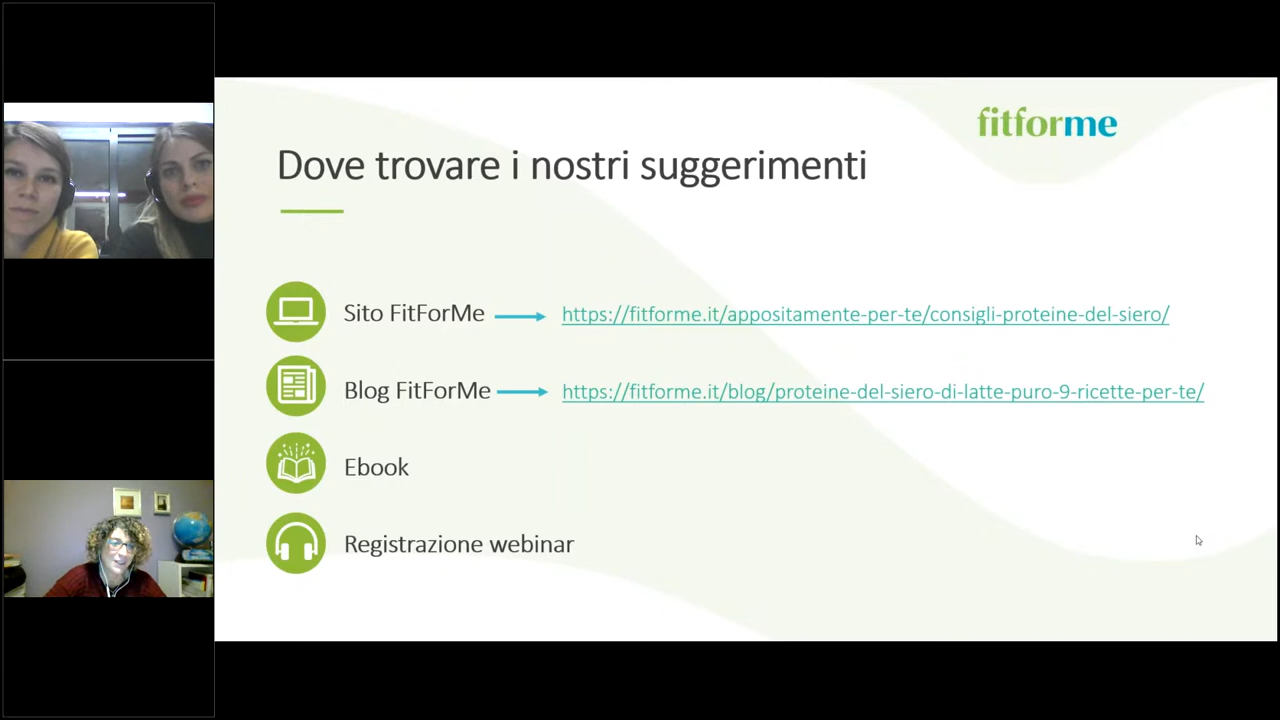 fitforme
Dove trovare i nostri suggerimenti
Sito FitForMe https://fitforme.it/appositamente-per-te/consigli-proteine-del-siero/
Blog FitForMe https://fitforme.it/blog/proteine-del-siero-di-latte-puro-9-ricette-per-te/
Ebook
Registrazione webinar